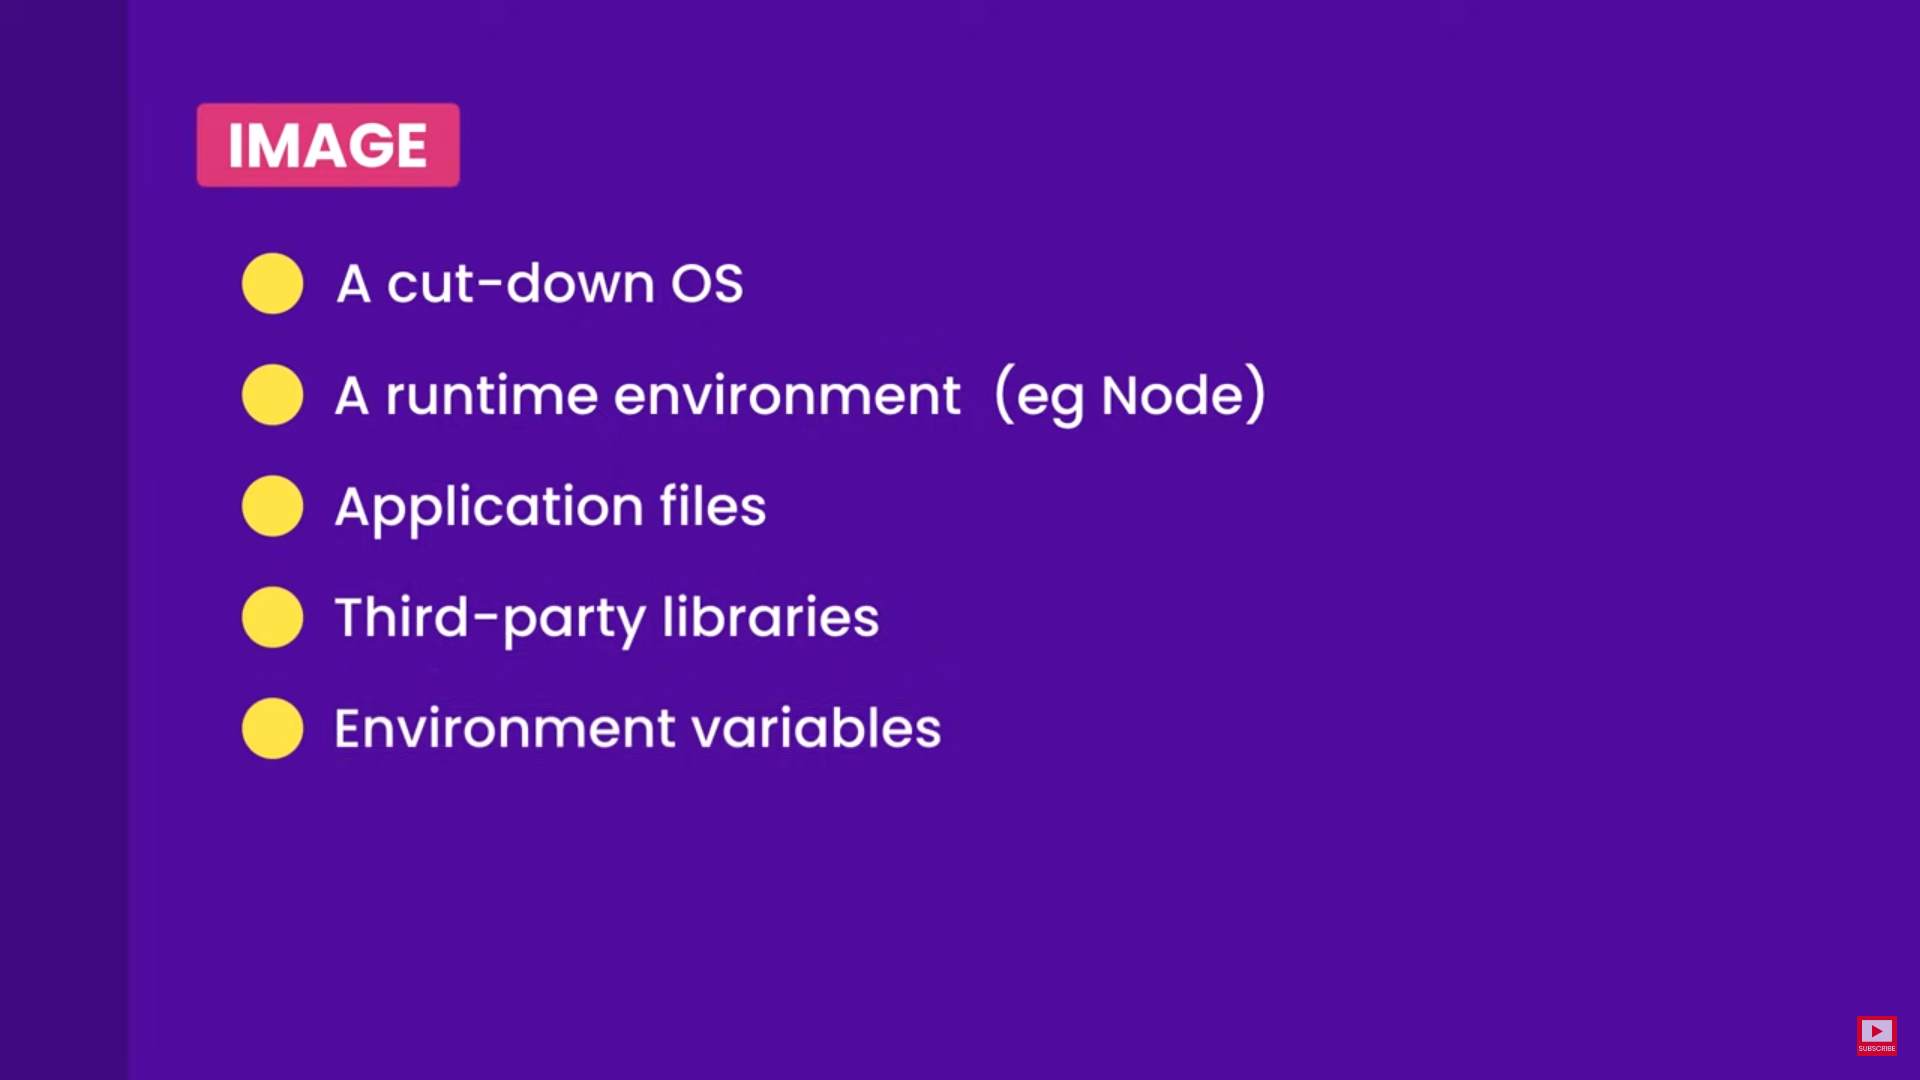 IMAGE
A cut-down OS
A runtime environment (eg Node)
Application files
Third-party libraries
Environment variables
SUBSCRIBE